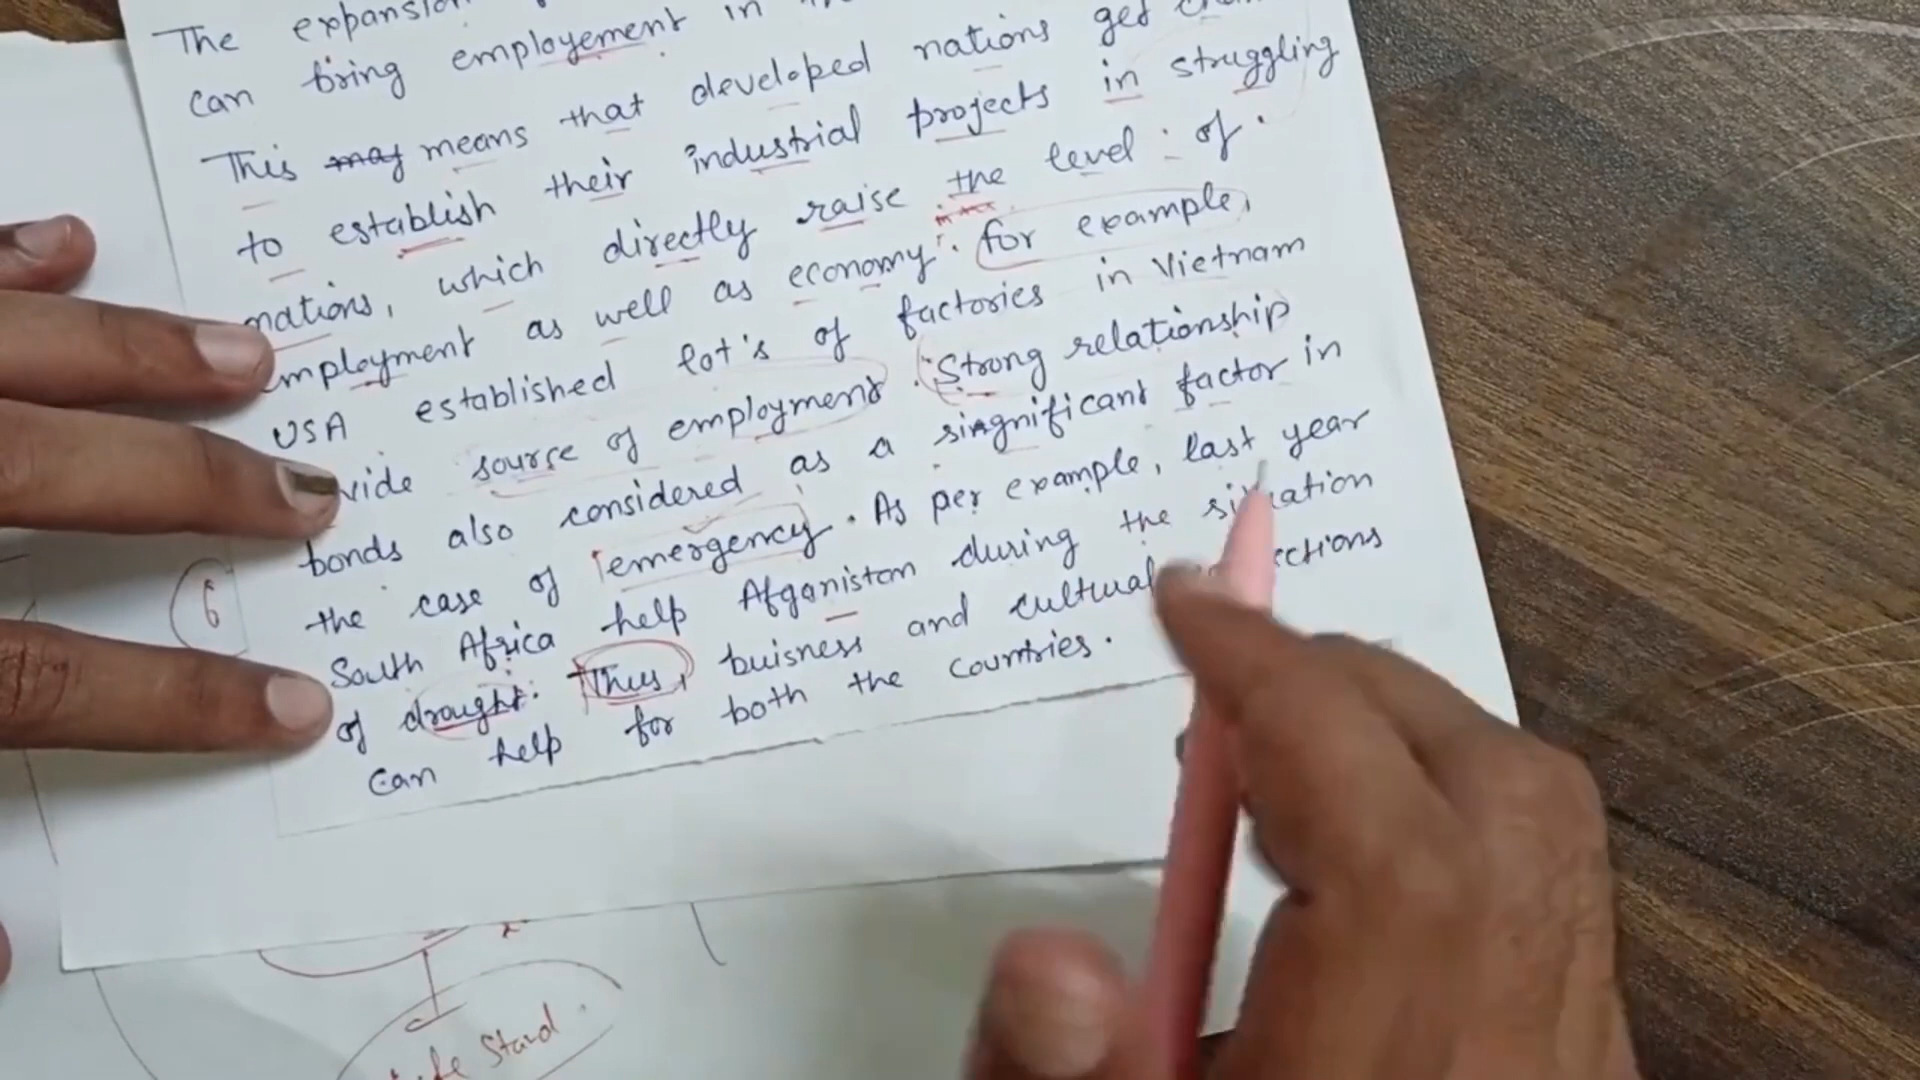 The expansion
can bring employement in
This may means that developed nations get
to establish their industrial projects in struggling
nations, which directly raise the level of
employment as well as economy. for example,
USA established lot's of factories in Vietnam
source of employment. Strong relationship
bonds also considered as a singnificant factor in
the case of emergency. As per example, last year
South Africa help Afganiston during the situation
of draught. Thus, buisness and cultural
can help for both the countries.
6
Stand.